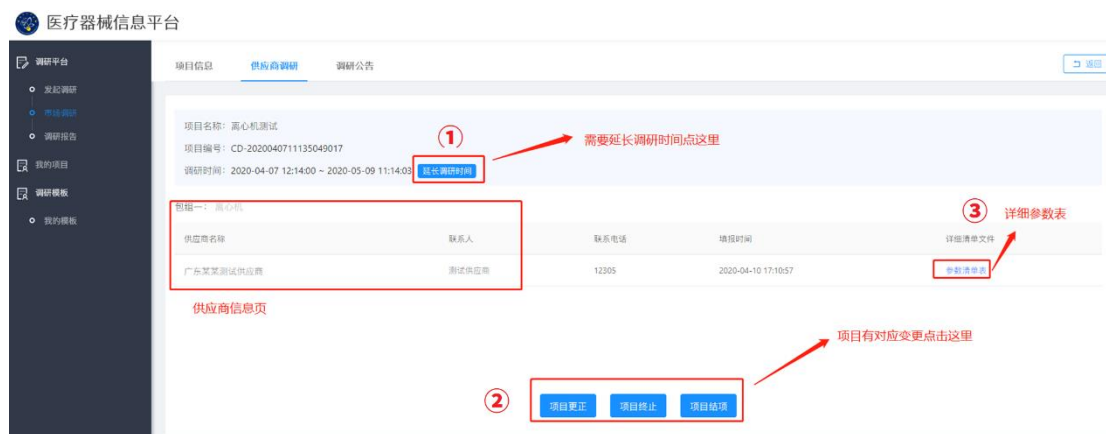 医疗器械信息平台
调研平台
发起调研
市场调研
调研报告
我的项目
调研模板
我的模板
项目信息 供应商调研 调研公告 返回
项目名称：离心机测试
项目编号：CD-2020040711135049017
调研时间：2020-04-07 12:14:00 ~ 2020-05-09 11:14:03 延长调研时间
① 需要延长调研时间点这里
包组一：离心机
③ 详细参数表
供应商名称 联系人 联系电话 填报时间 详细清单文件
广东某某测试供应商 测试供应商 12305 2020-04-10 17:10:57 参数清单表
供应商信息页
项目有对应变更点击这里
② 项目更正 项目终止 项目结项